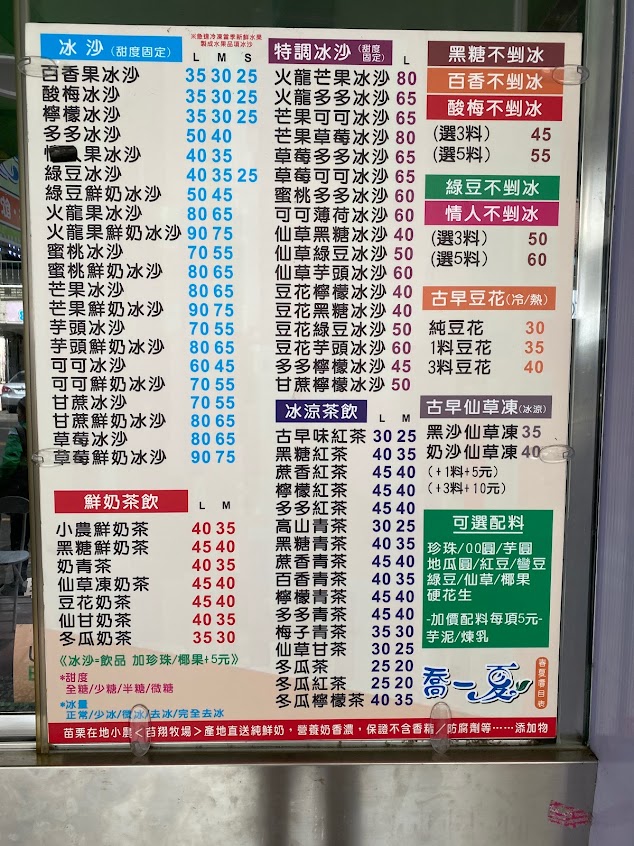 冰沙(甜度固定)
※急速冷凍當季新鮮水果
製成水果品項冰沙
L M S
百香果冰沙 35 30 25
酸梅冰沙 35 30 25
檸檬冰沙 35 30 25
多多冰沙 50 40
果冰沙 40 35
綠豆冰沙 40 35 25
綠豆鮮奶冰沙 50 45
火龍果冰沙 80 65
火龍果鮮奶冰沙 90 75
蜜桃冰沙 70 55
蜜桃鮮奶冰沙 80 65
芒果冰沙 80 65
芒果鮮奶冰沙 90 75
芋頭冰沙 70 55
芋頭鮮奶冰沙 80 65
可可冰沙 60 45
可可鮮奶冰沙 70 55
甘蔗冰沙 70 55
甘蔗鮮奶冰沙 80 65
草莓冰沙 80 65
草莓鮮奶冰沙 90 75
鮮奶茶飲 L M
小農鮮奶茶 40 35
黑糖鮮奶茶 45 40
奶青茶 40 35
仙草凍奶茶 45 40
豆花奶茶 45 40
仙甘奶茶 40 35
冬瓜奶茶 35 30
《冰沙=飲品 加珍珠/椰果+5元》
*甜度
全糖/少糖/半糖/微糖
*冰量
正常/少冰/微冰/去冰/完全去冰
特調冰沙(甜度固定) L
火龍芒果冰沙 80
火龍多多冰沙 65
芒果可可冰沙 65
芒果草莓冰沙 80
草莓多多冰沙 65
草莓可可冰沙 65
蜜桃多多冰沙 60
可可薄荷冰沙 60
仙草黑糖冰沙 40
仙草綠豆冰沙 50
仙草芋頭冰沙 60
豆花檸檬冰沙 40
豆花黑糖冰沙 40
豆花綠豆冰沙 50
豆花芋頭冰沙 60
多多檸檬冰沙 45
甘蔗檸檬冰沙 50
冰涼茶飲 L M
古早味紅茶 30 25
黑糖紅茶 40 35
蔗香紅茶 45 40
檸檬紅茶 45 40
多多紅茶 45 40
高山青茶 30 25
黑糖青茶 40 35
蔗香青茶 45 40
百香青茶 40 35
檸檬青茶 45 40
多多青茶 45 40
梅子青茶 35 30
仙草甘茶 30 25
冬瓜茶 25 20
冬瓜紅茶 25 20
冬瓜檸檬茶 40 35
黑糖不剉冰
百香不剉冰
酸梅不剉冰
(選3料) 45
(選5料) 55
綠豆不剉冰
情人不剉冰
(選3料) 50
(選5料) 60
古早豆花(冷/熱)
純豆花 30
1料豆花 35
3料豆花 40
古早仙草凍(冰涼)
黑沙仙草凍 35
奶沙仙草凍 40
(+1料+5元)
(+3料+10元)
可選配料
珍珠/QQ圓/芋圓
地瓜圓/紅豆/彎豆
綠豆/仙草/椰果
硬花生
-加價配料每項5元-
芋泥/煉乳
喬一夏
春夏嚐目老
苗栗在地小農<苔翔牧場>產地直送純鮮奶，營養奶香濃，保證不含香精/防腐劑等……添加物